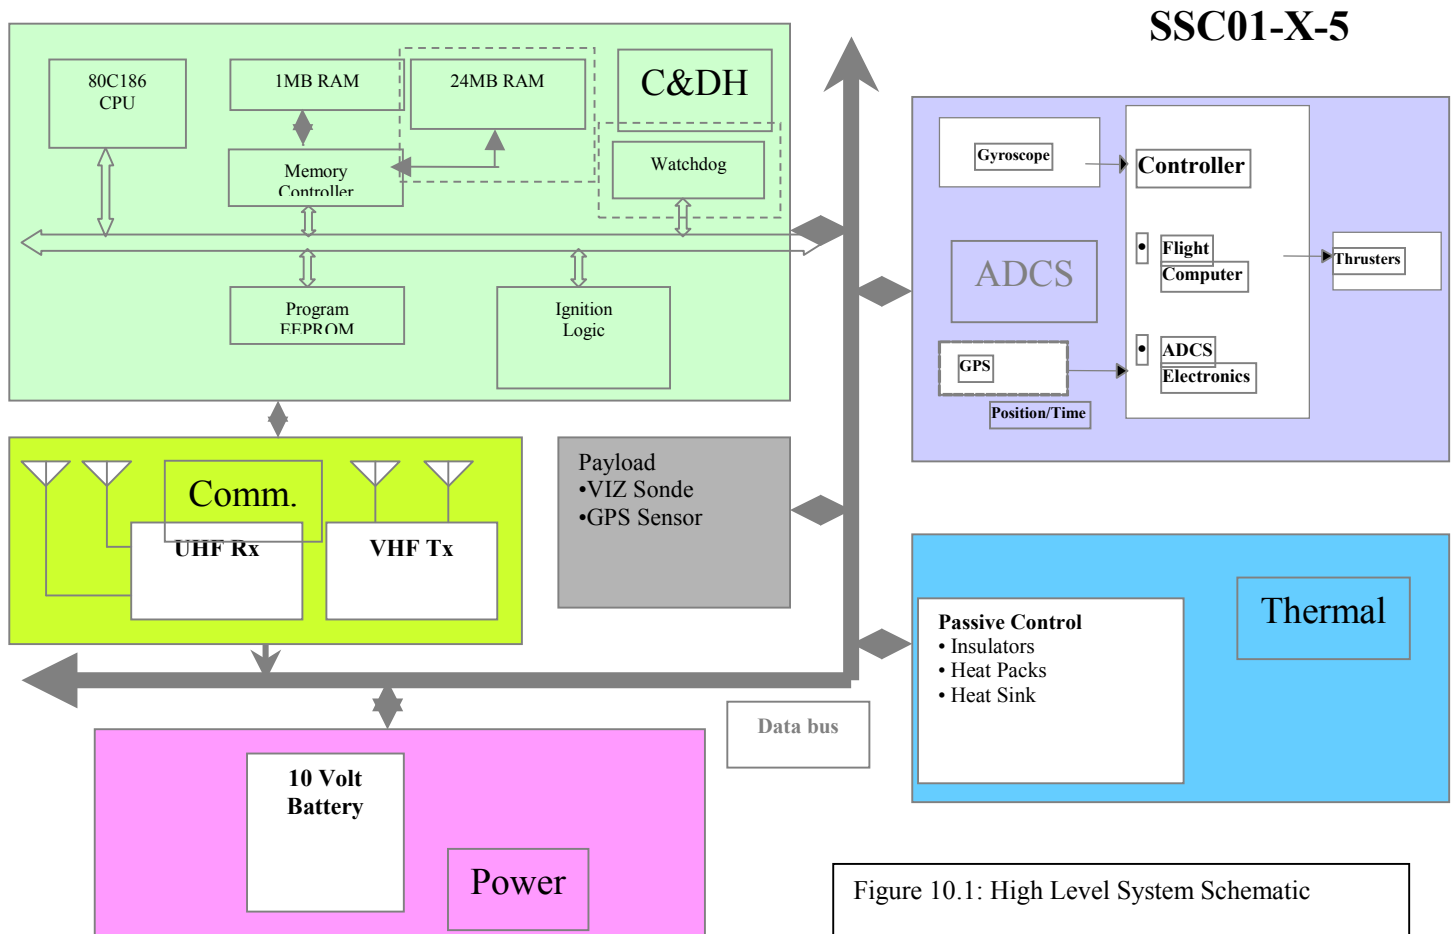 SSC01-X-5
80C186
CPU
1MB RAM
24MB RAM
C&DH
Memory
Controller
Watchdog
Program
EEPROM
Ignition
Logic
Gyroscope
Controller
ADCS
• Flight
Computer
Thrusters
GPS
• ADCS
Electronics
Position/Time
Comm.
UHF Rx
VHF Tx
Payload
•VIZ Sonde
•GPS Sensor
Thermal
Passive Control
• Insulators
• Heat Packs
• Heat Sink
Data bus
10 Volt
Battery
Power
Figure 10.1: High Level System Schematic